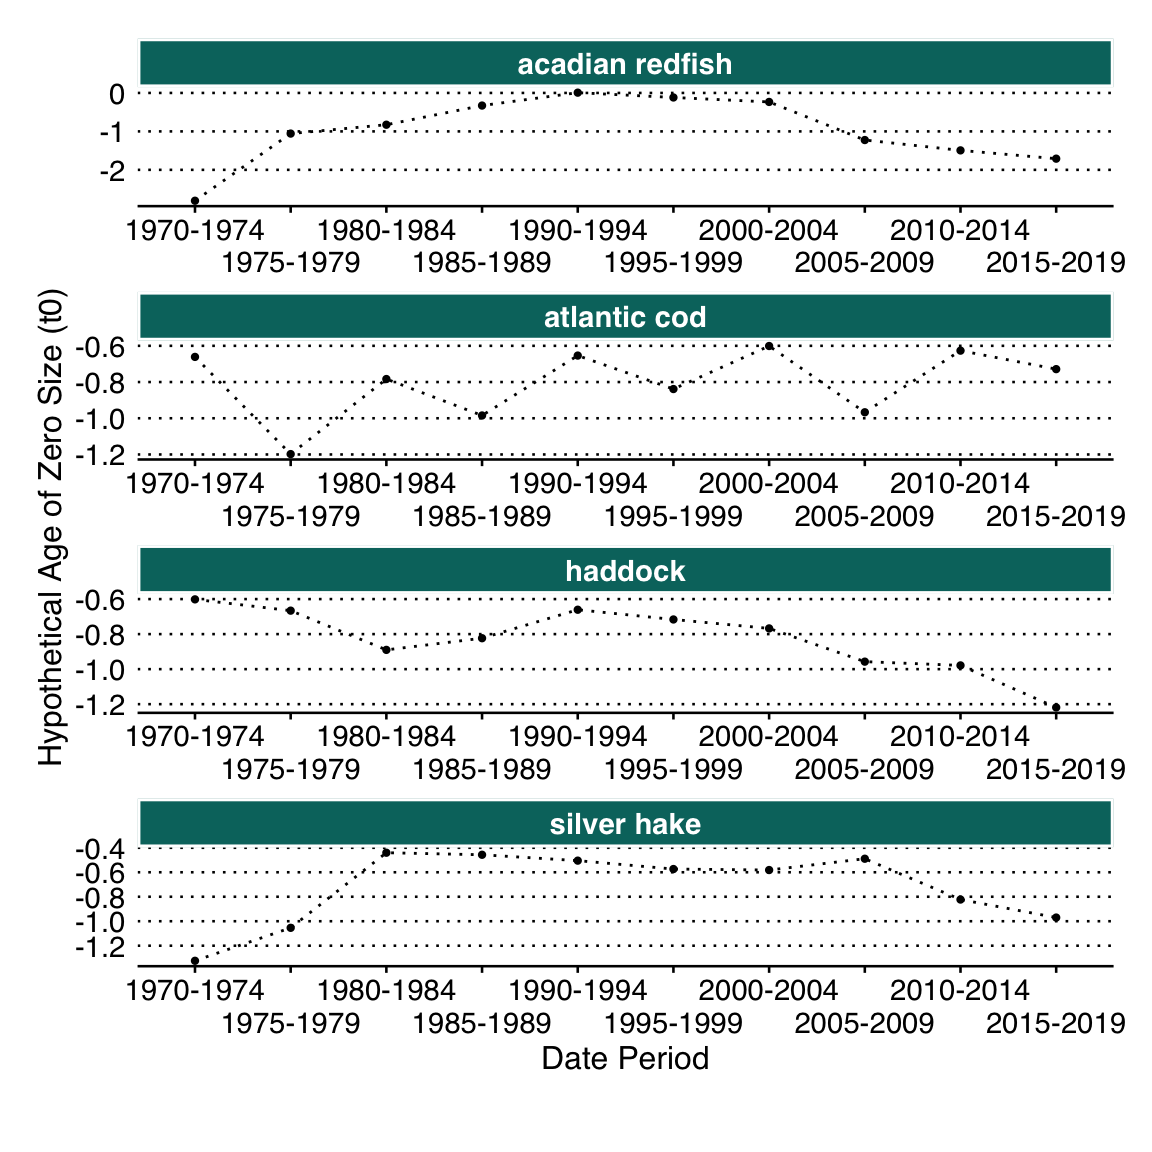 acadian redfish
0
-1
-2
1970-1974 1980-1984 1990-1994 2000-2004 2010-2014
1975-1979 1985-1989 1995-1999 2005-2009 2015-2019
Hypothetical Age of Zero Size (t0)
atlantic cod
-0.6
-0.8
-1.0
-1.2
1970-1974 1980-1984 1990-1994 2000-2004 2010-2014
1975-1979 1985-1989 1995-1999 2005-2009 2015-2019
haddock
-0.6
-0.8
-1.0
-1.2
1970-1974 1980-1984 1990-1994 2000-2004 2010-2014
1975-1979 1985-1989 1995-1999 2005-2009 2015-2019
silver hake
-0.4
-0.6
-0.8
-1.0
-1.2
1970-1974 1980-1984 1990-1994 2000-2004 2010-2014
1975-1979 1985-1989 1995-1999 2005-2009 2015-2019
Date Period